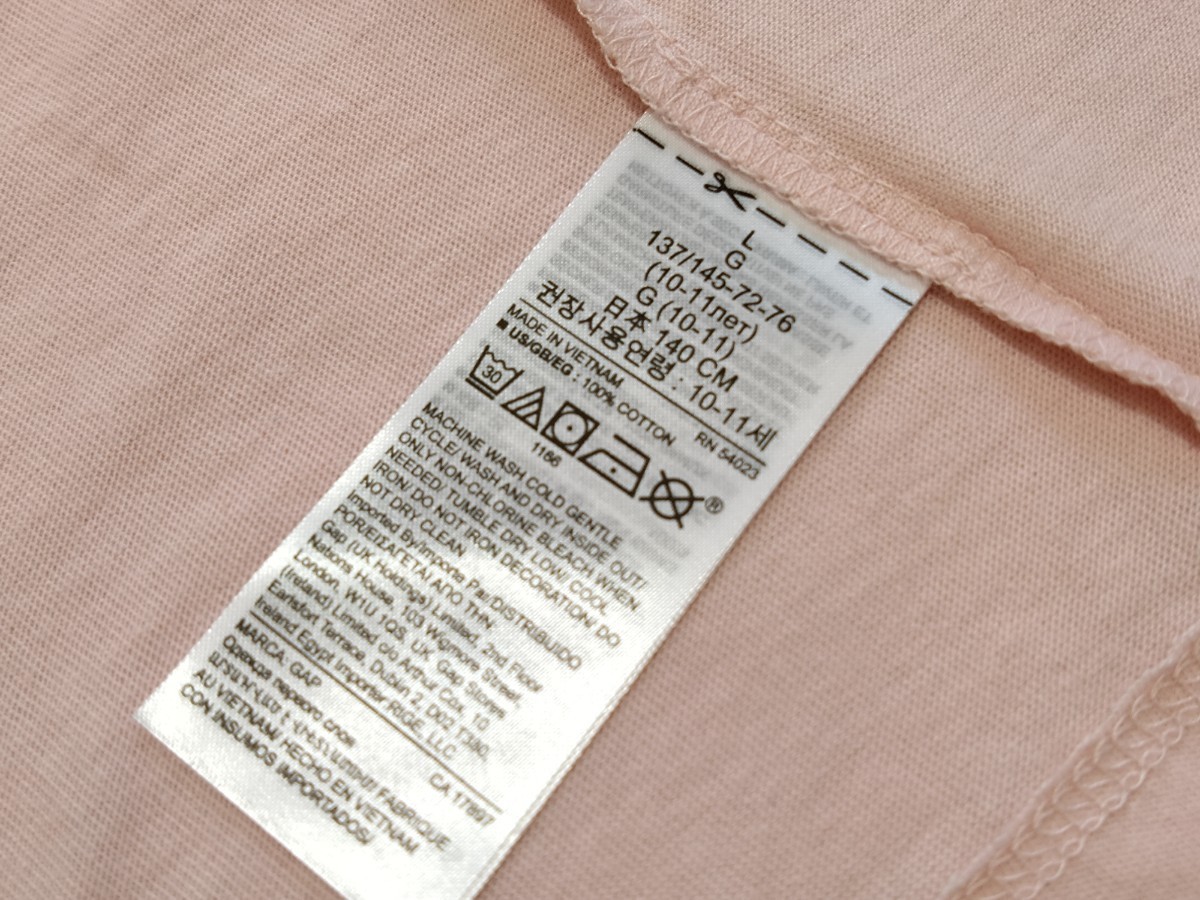 L
G
137/145-72-76
(10-11лет)
G (10-11)
日本 140 CM
권장사용연령 : 10-11세
MADE IN VIETNAM RN 54023
■ US/GB/EG : 100% COTTON
30
®
1186
MACHINE WASH COLD GENTLE
CYCLE/ WASH AND DRY INSIDE OUT/
ONLY NON-CHLORINE BLEACH WHEN
NEEDED/ TUMBLE DRY LOW/ COOL
IRON/ DO NOT IRON DECORATION/ DO
NOT DRY CLEAN
Imported By/Importe Par/DISTRIBUIDO
POR/ΕΙΣΑΓΕΤΑΙ ΑΠΟ ΤΗΝ
Gap (UK Holdings) Limited, 2nd Floor
Nations House, 103 Wigmore Street,
London, W1U 1QS, UK Gap Stores
(Ireland) Limited c/o Arthur Cox, 10
Earlsfort Terrace, Dublin 2, D02 T380,
Ireland Egypt Importer: RIGE, LLC
MARCA: GAP CA 17897
Одежда первого слоя
FABRIQUE
AU VIETNAM/ HECHO EN VIETNAM
CON INSUMOS IMPORTADOS/